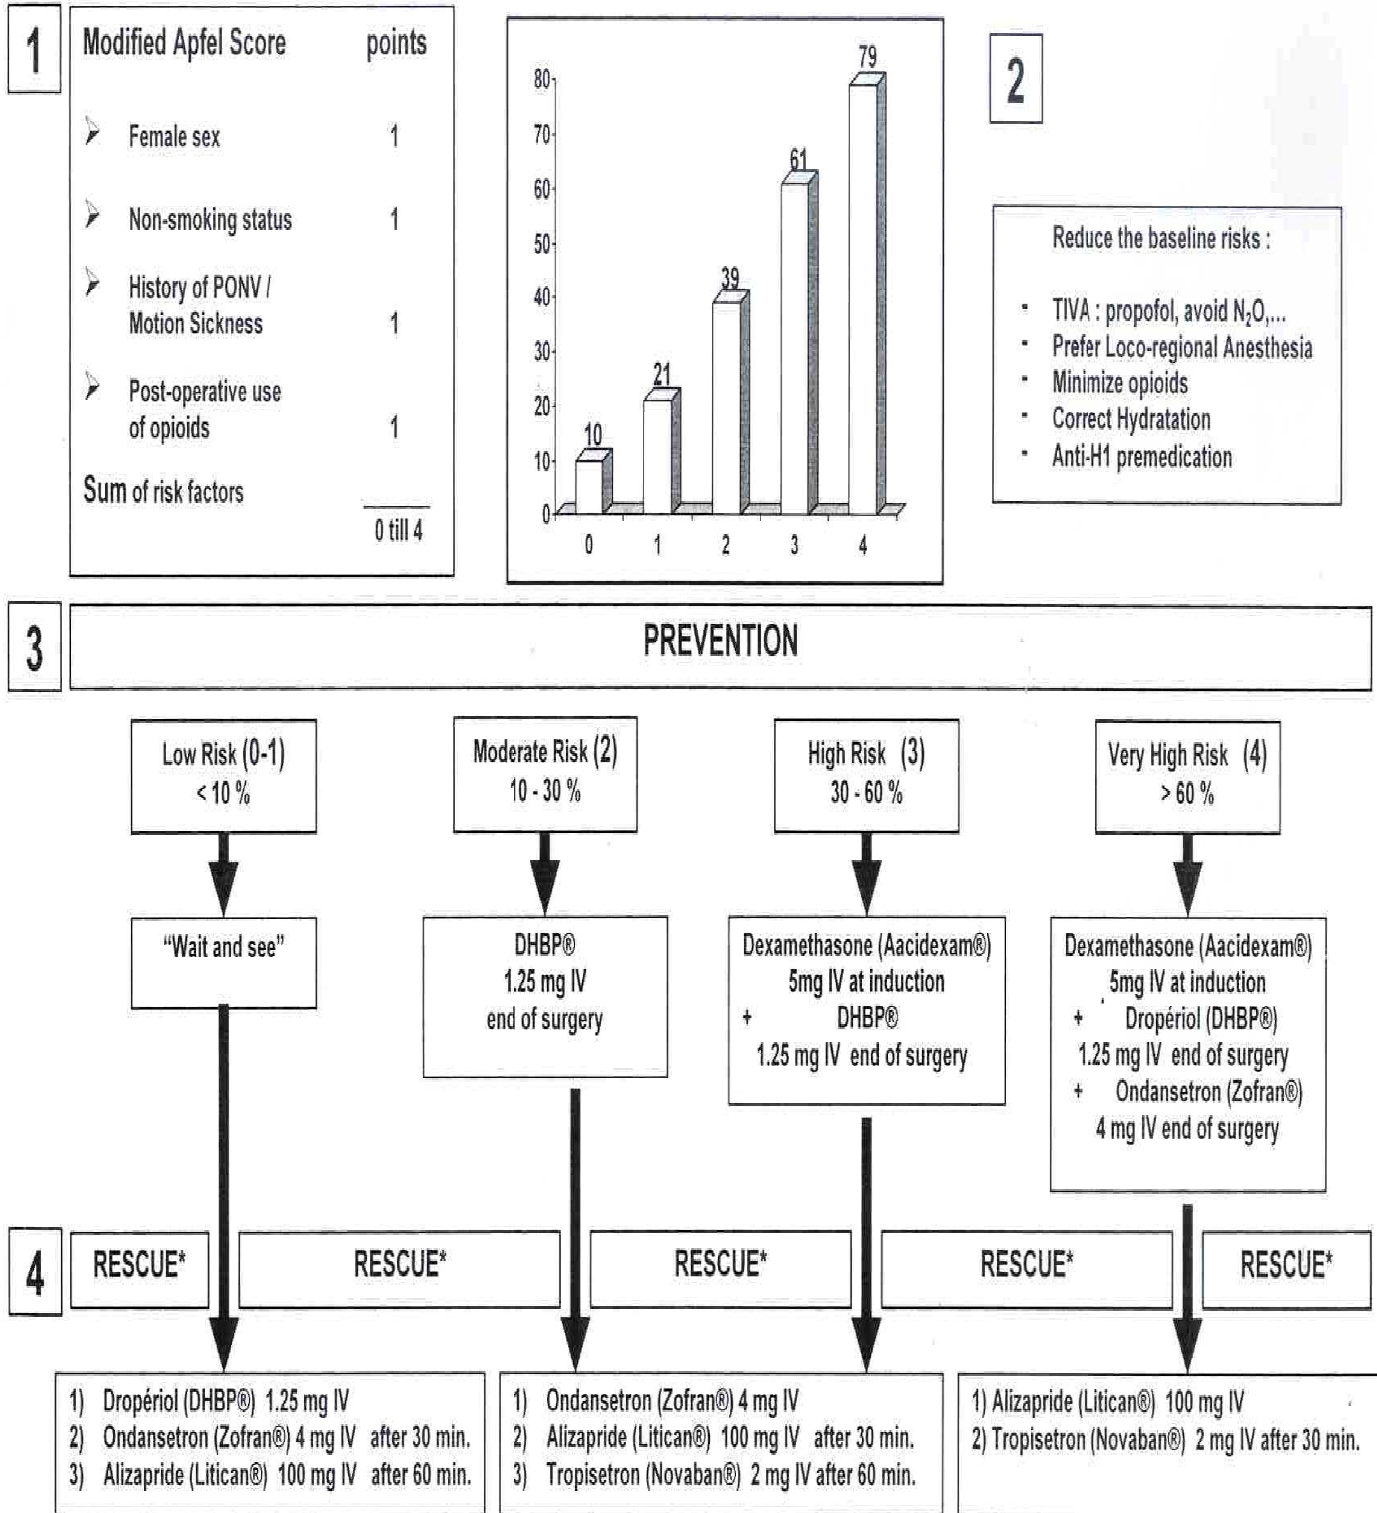 1
Modified Apfel Score points
Female sex 1
Non-smoking status 1
History of PONV /
Motion Sickness 1
Post-operative use
of opioids 1
Sum of risk factors
0 till 4
80
70
60
50
40
30
20
10
0
10
21
39
61
79
0 1 2 3 4
2
Reduce the baseline risks :
- TIVA : propofol, avoid N₂O,...
- Prefer Loco-regional Anesthesia
- Minimize opioids
- Correct Hydratation
- Anti-H1 premedication
3
PREVENTION
Low Risk (0-1)
< 10 %
Moderate Risk (2)
10 - 30 %
High Risk (3)
30 - 60 %
Very High Risk (4)
> 60 %
“Wait and see”
DHBP®
1.25 mg IV
end of surgery
Dexamethasone (Aacidexam®)
5mg IV at induction
+ DHBP®
1.25 mg IV end of surgery
Dexamethasone (Aacidexam®)
5mg IV at induction
+ Dropériol (DHBP®)
1.25 mg IV end of surgery
+ Ondansetron (Zofran®)
4 mg IV end of surgery
4
RESCUE* RESCUE* RESCUE* RESCUE* RESCUE*
1) Dropériol (DHBP®) 1.25 mg IV
2) Ondansetron (Zofran®) 4 mg IV after 30 min.
3) Alizapride (Litican®) 100 mg IV after 60 min.
1) Ondansetron (Zofran®) 4 mg IV
2) Alizapride (Litican®) 100 mg IV after 30 min.
3) Tropisetron (Novaban®) 2 mg IV after 60 min.
1) Alizapride (Litican®) 100 mg IV
2) Tropisetron (Novaban®) 2 mg IV after 30 min.